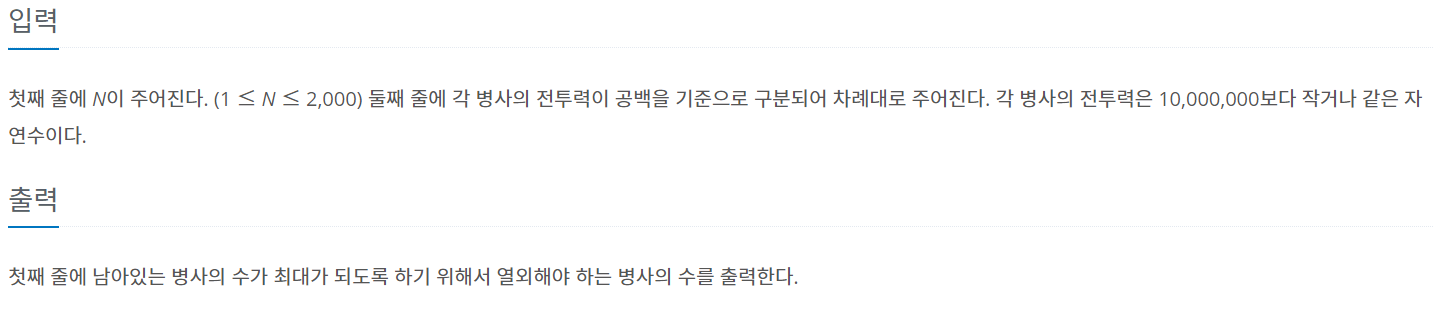 입력
첫째 줄에 N이 주어진다. (1 ≤ N ≤ 2,000) 둘째 줄에 각 병사의 전투력이 공백을 기준으로 구분되어 차례대로 주어진다. 각 병사의 전투력은 10,000,000보다 작거나 같은 자
연수이다.
출력
첫째 줄에 남아있는 병사의 수가 최대가 되도록 하기 위해서 열외해야 하는 병사의 수를 출력한다.